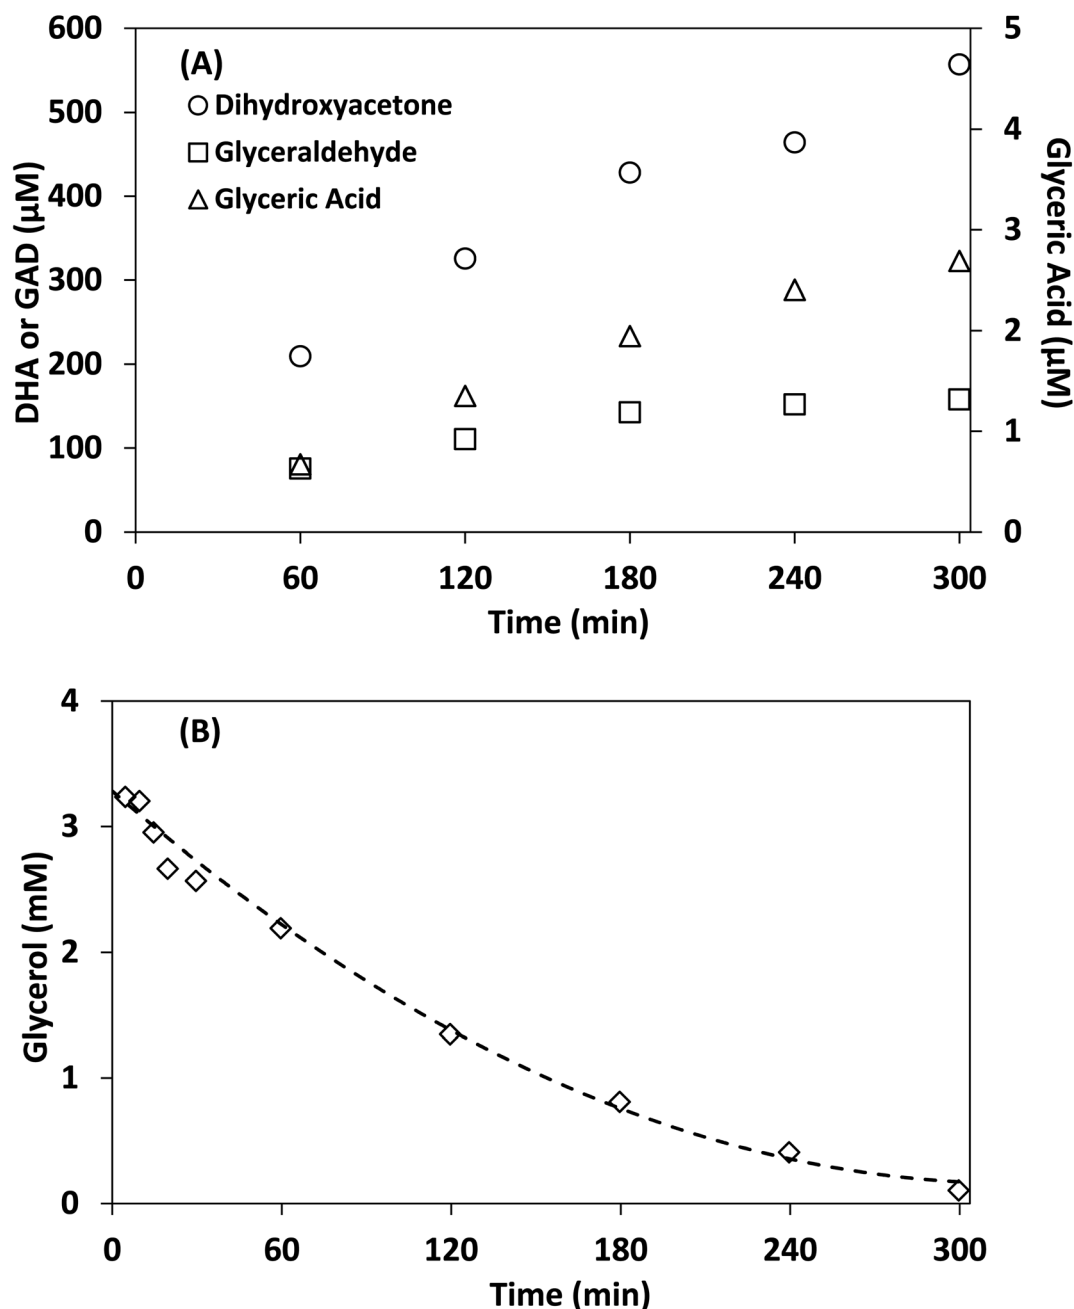 (A)
Dihydroxyacetone
Glyceraldehyde
Glyceric Acid
DHA or GAD (µM)
600
500
400
300
200
100
0
Glyceric Acid (µM)
5
4
3
2
1
0
0 60 120 180 240 300
Time (min)
(B)
Glycerol (mM)
4
3
2
1
0
0 60 120 180 240 300
Time (min)